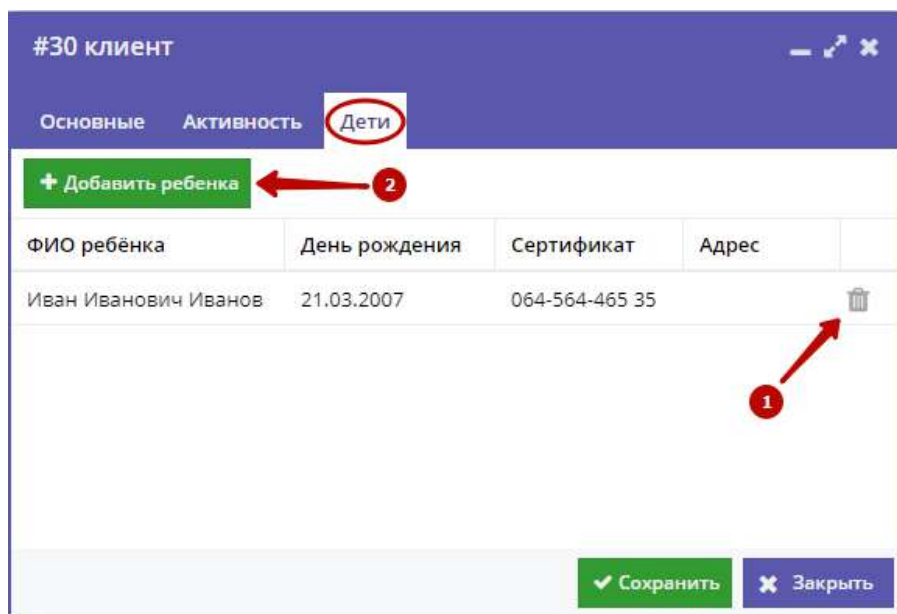 #30 клиент
Основные Активность Дети
Добавить ребенка 2
ФИО ребёнка День рождения Сертификат Адрес
Иван Иванович Иванов 21.03.2007 064-564-465 35
1
Сохранить Закрыть